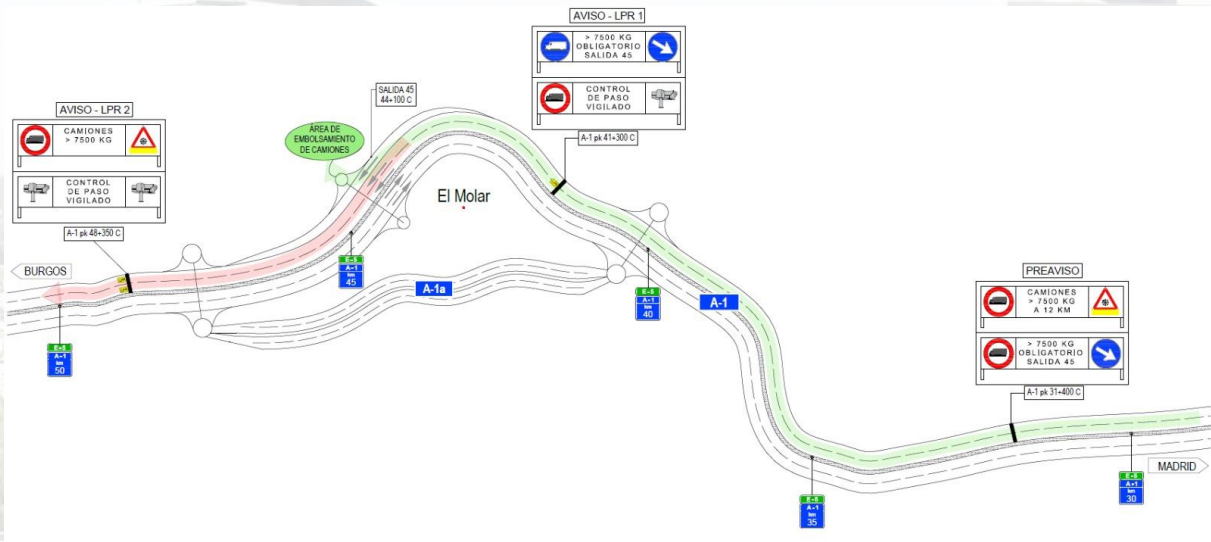 AVISO - LPR 1
> 7500 KG
OBLIGATORIO
SALIDA 45
CONTROL
DE PASO
VIGILADO
A-1 pk 41+300 C
SALIDA 45
44+100 C
AVISO - LPR 2
CAMIONES
> 7500 KG
CONTROL
DE PASO
VIGILADO
A-1 pk 48+350 C
ÁREA DE
EMBOLSAMIENTO
DE CAMIONES
El Molar
BURGOS
E-5
A-1
km
50
E-5
A-1
km
45
A-1a
E-5
A-1
km
40
A-1
PREAVISO
CAMIONES
> 7500 KG
A 12 KM
> 7500 KG
OBLIGATORIO
SALIDA 45
A-1 pk 31+400 C
MADRID
E-5
A-1
km
35
E-5
A-1
km
30